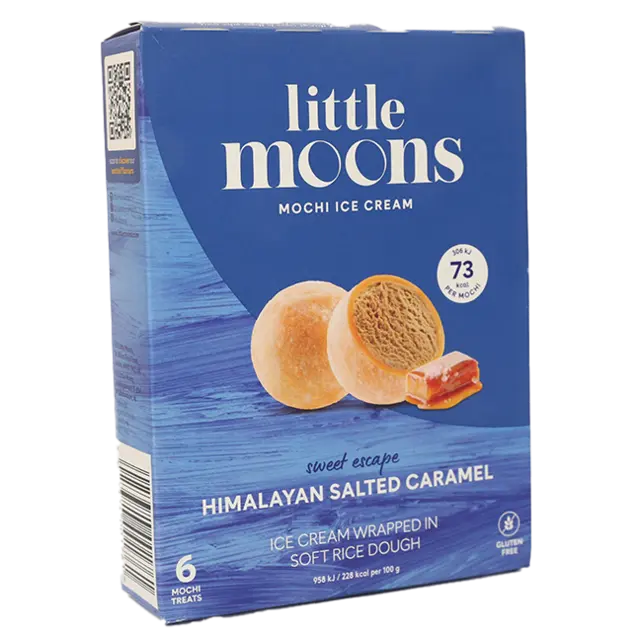 little
moons
MOCHI ICE CREAM
308 kJ
73
kcal
PER MOCHI
sweet escape
HIMALAYAN SALTED CARAMEL
ICE CREAM WRAPPED IN
SOFT RICE DOUGH
958 kJ / 228 kcal per 100 g
6
MOCHI
TREATS
GLUTEN
FREE